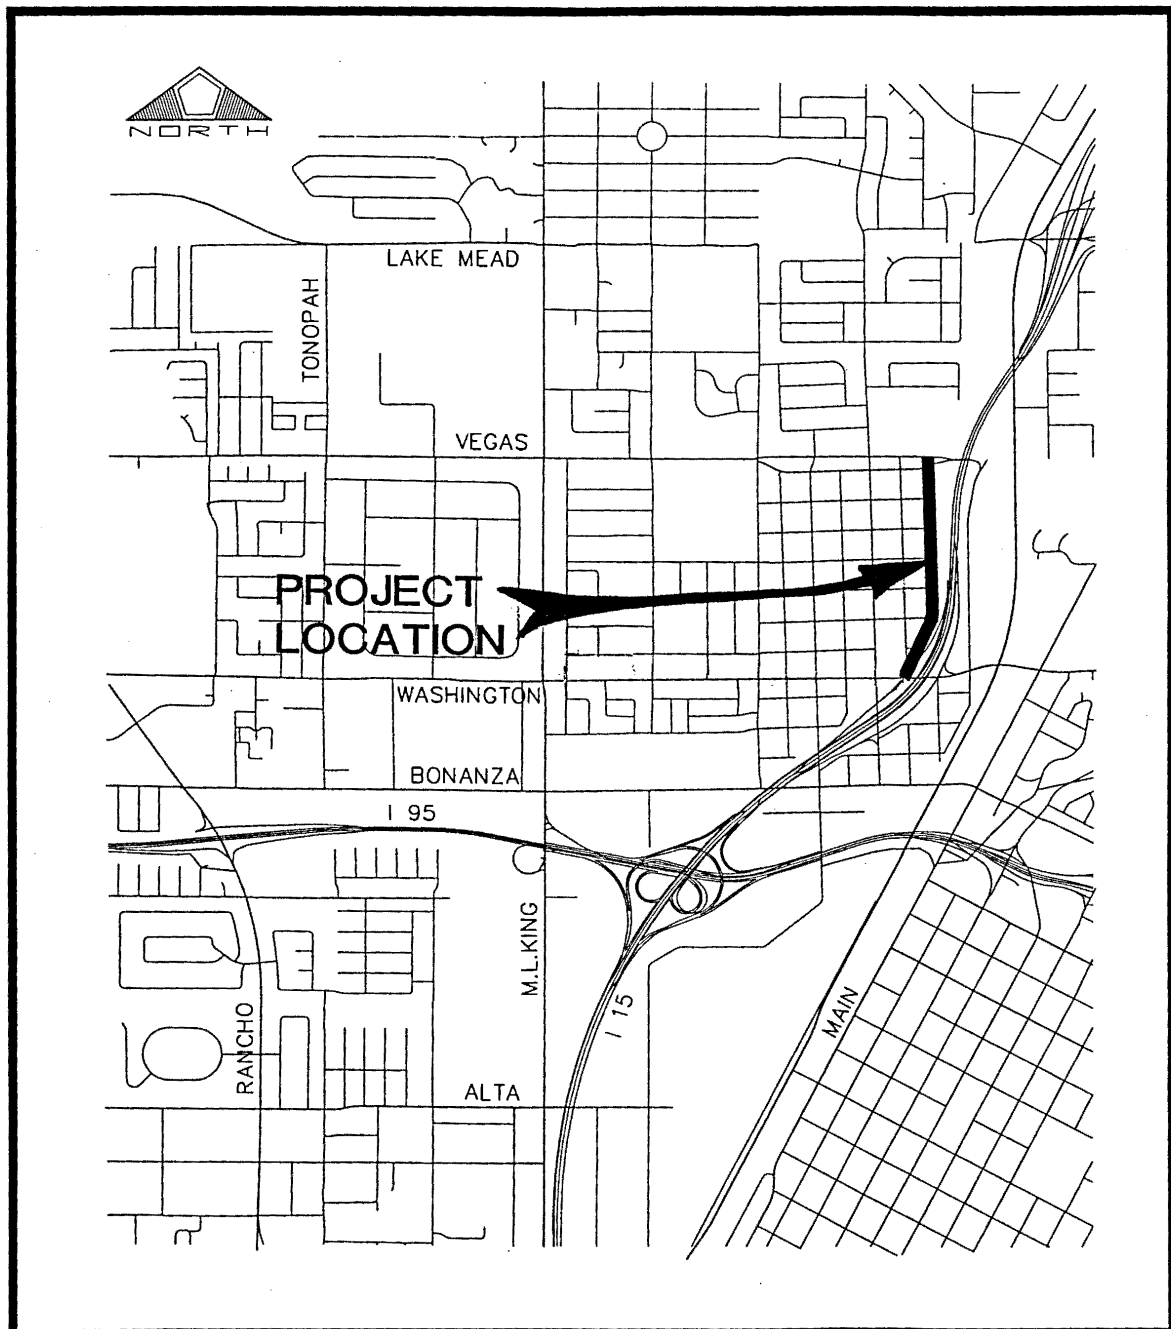 NORTH
LAKE MEAD
TONOPAH
VEGAS
PROJECT
LOCATION
WASHINGTON
BONANZA
I 95
M.L.KING
I 15
RANCHO
MAIN
ALTA